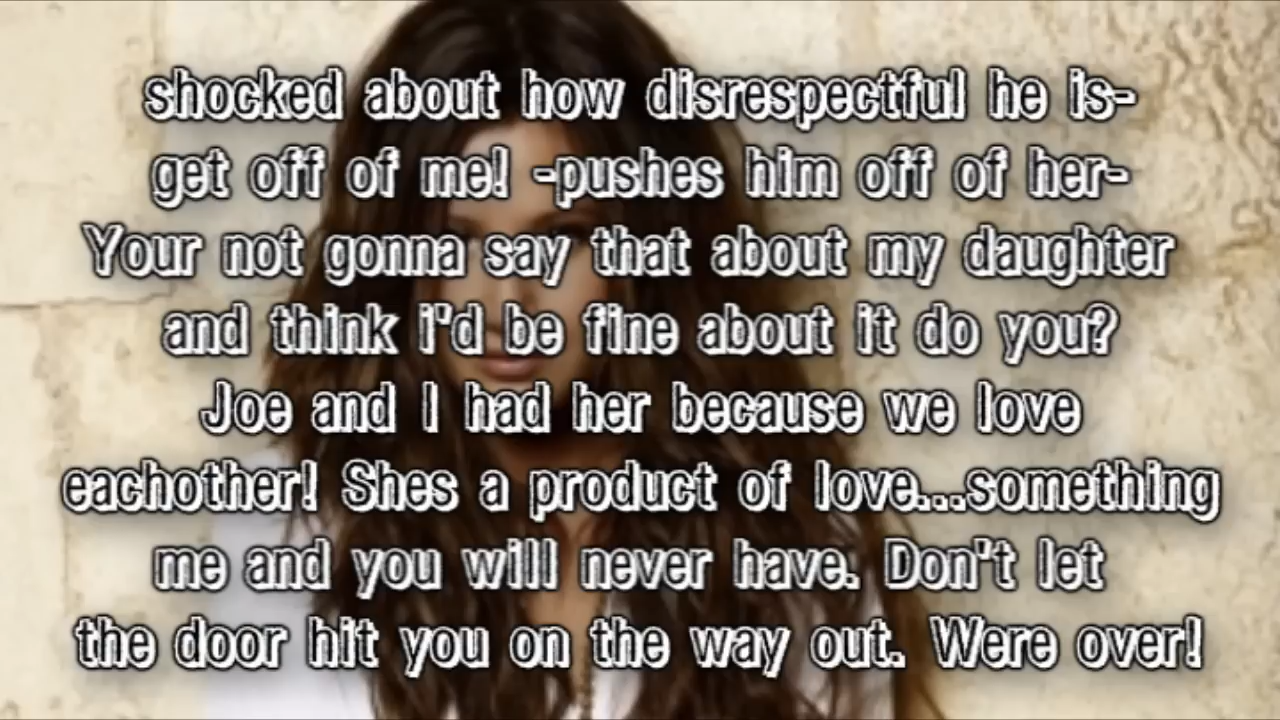 shocked about how disrespectful he is-
get off of me! -pushes him off of her-
Your not gonna say that about my daughter
and think i'd be fine about it do you?
Joe and I had her because we love
eachother! Shes a product of love...something
me and you will never have. Don't let
the door hit you on the way out. Were over!